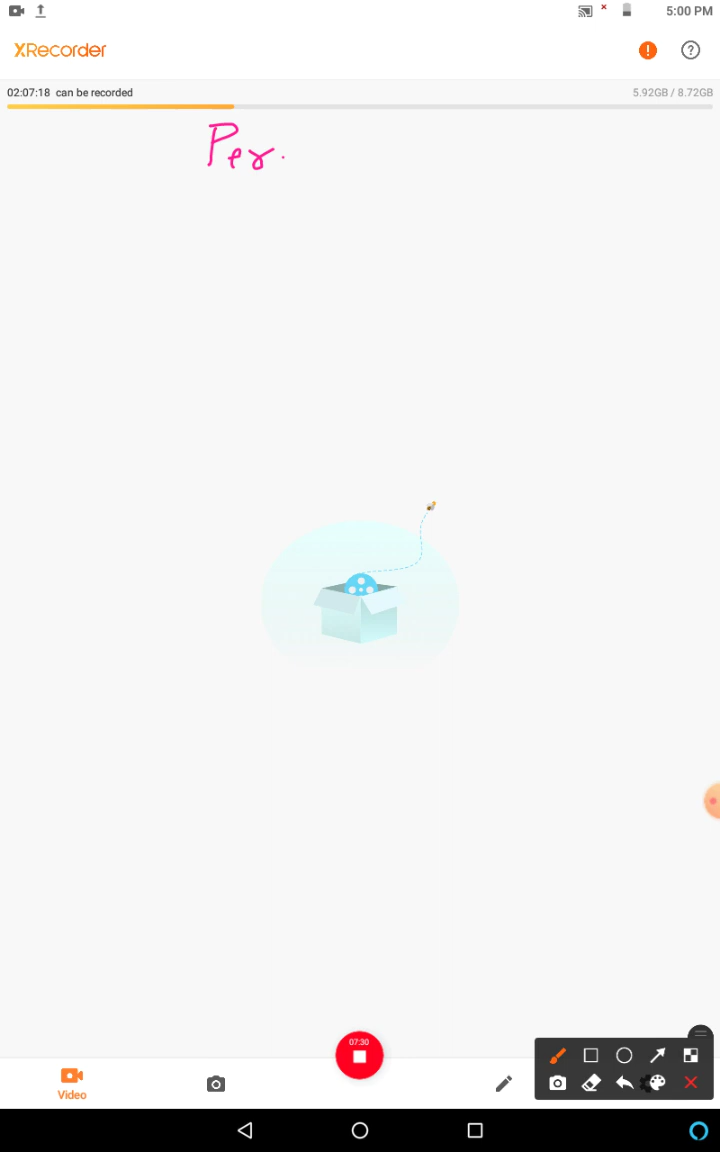 5:00 PM
XRecorder
02:07:18 can be recorded 5.92GB / 8.72GB
Per.
07:30
Video